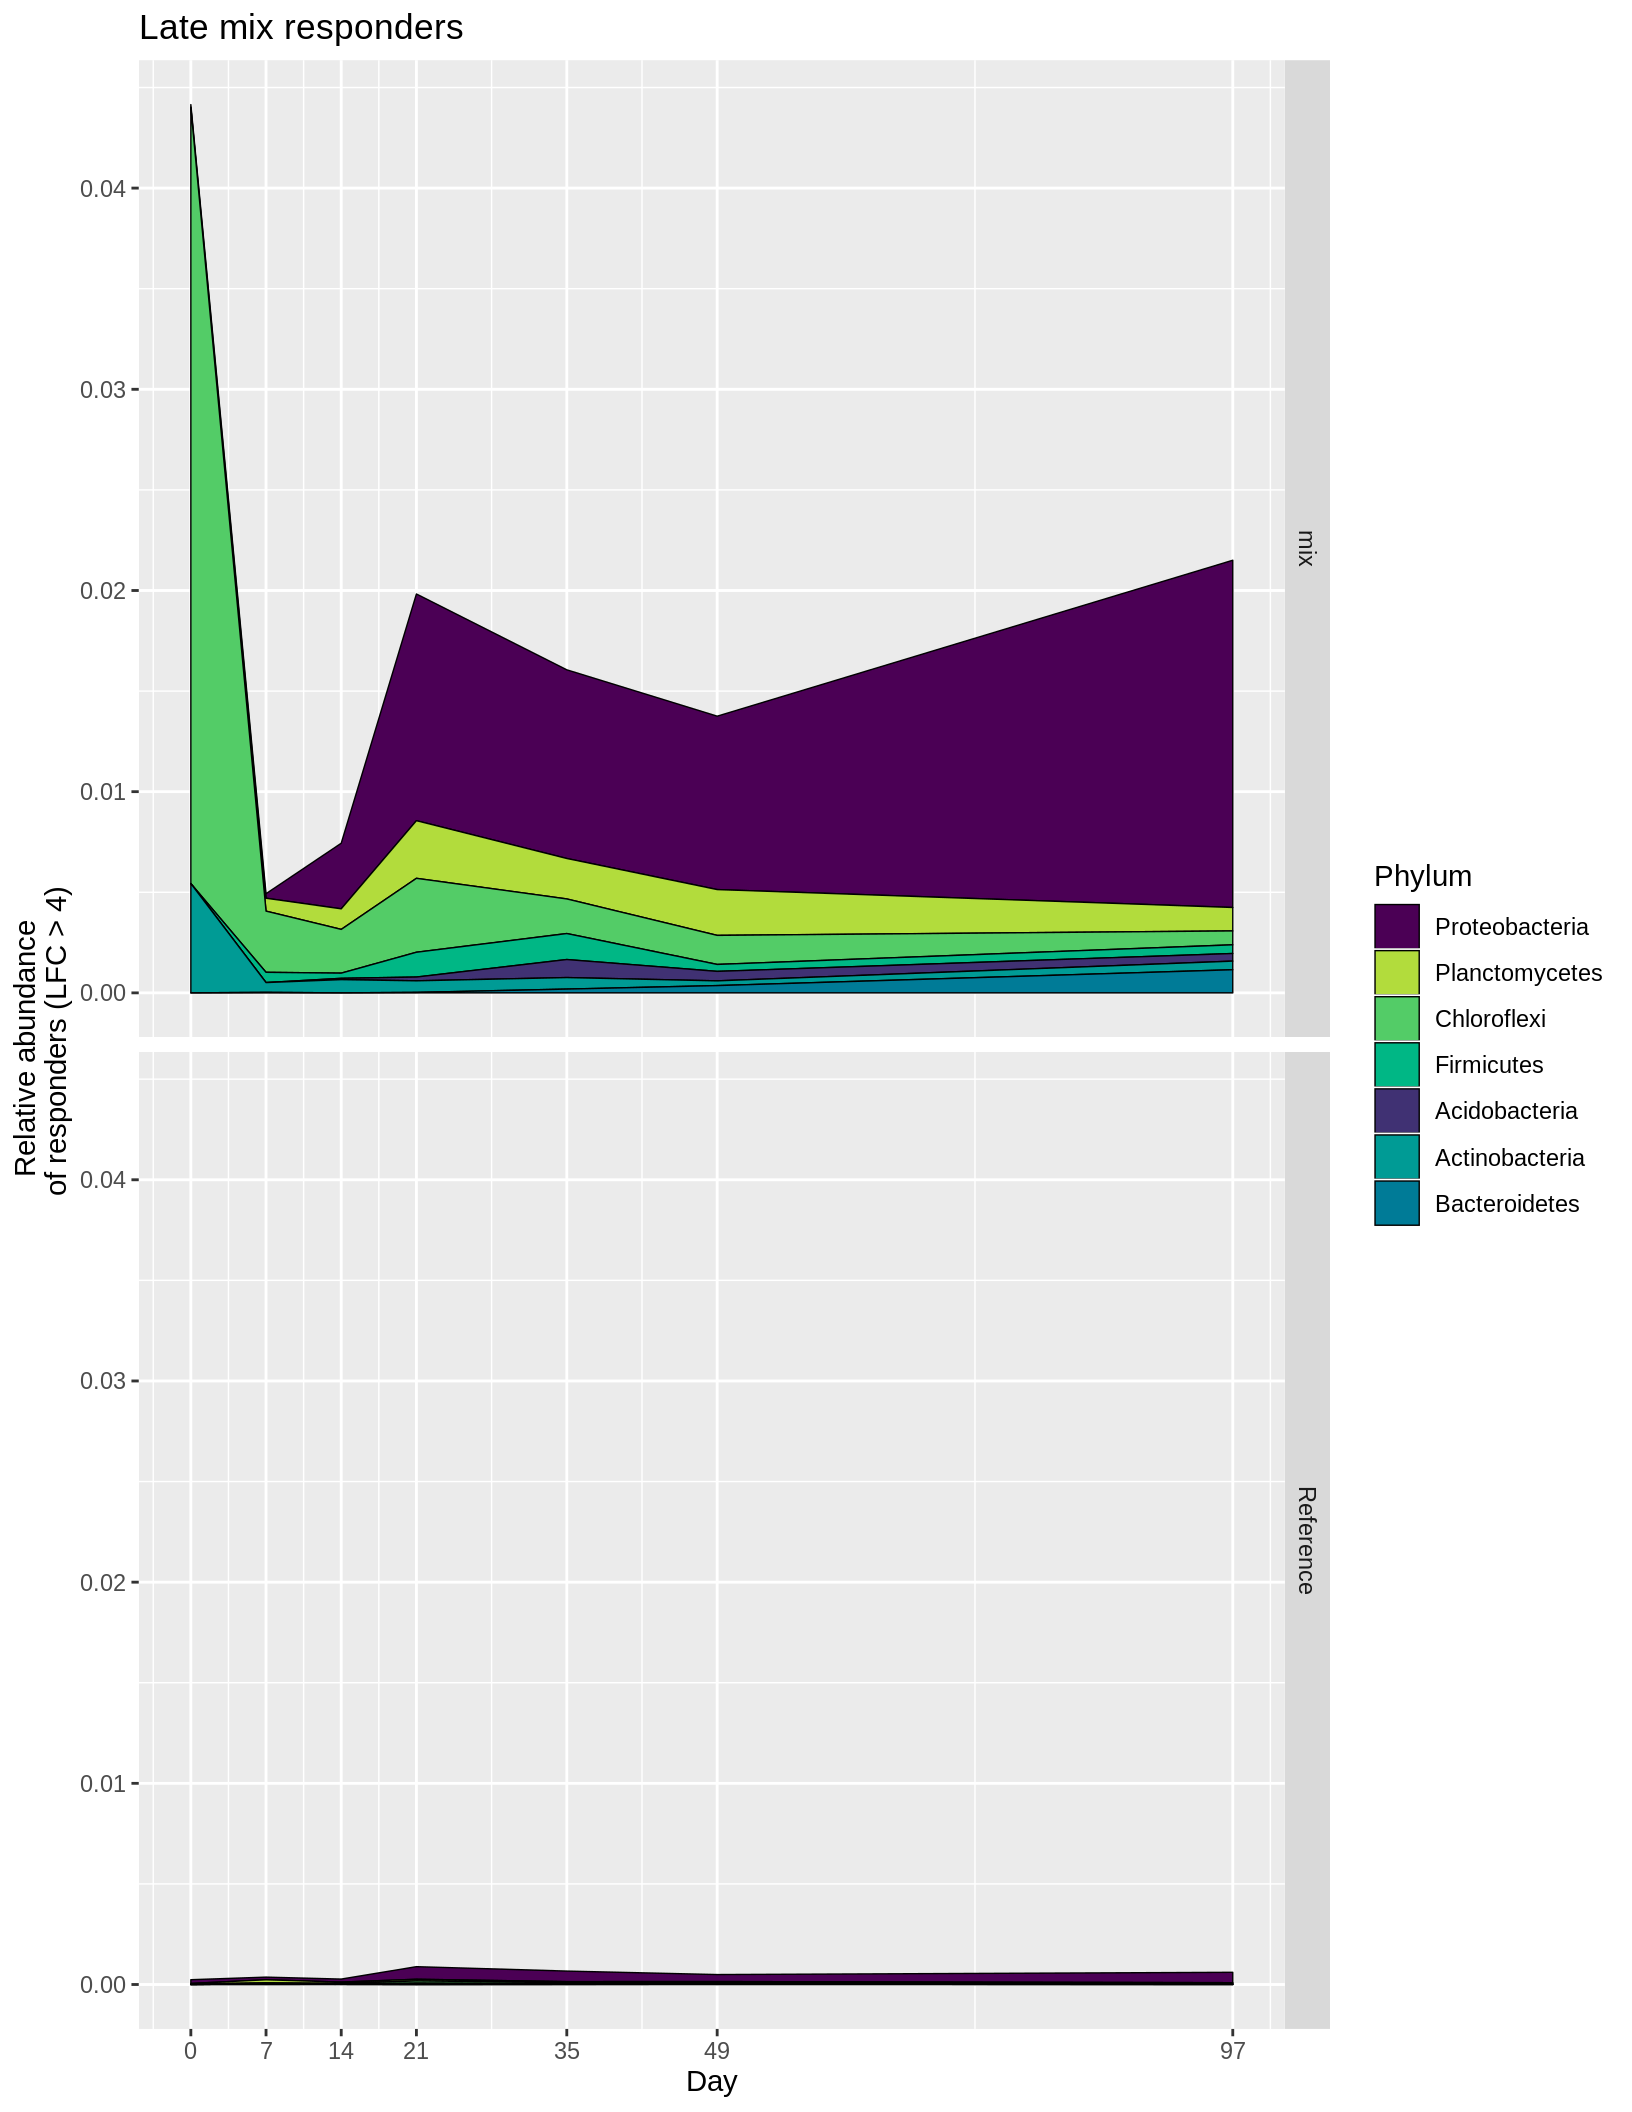 Late mix responders
0.04
0.03
0.02
0.01
0.00
mix
Relative abundance
of responders (LFC > 4)
0.04
0.03
0.02
0.01
0.00
Reference
0 7 14 21 35 49 97
Day
Phylum
Proteobacteria
Planctomycetes
Chloroflexi
Firmicutes
Acidobacteria
Actinobacteria
Bacteroidetes